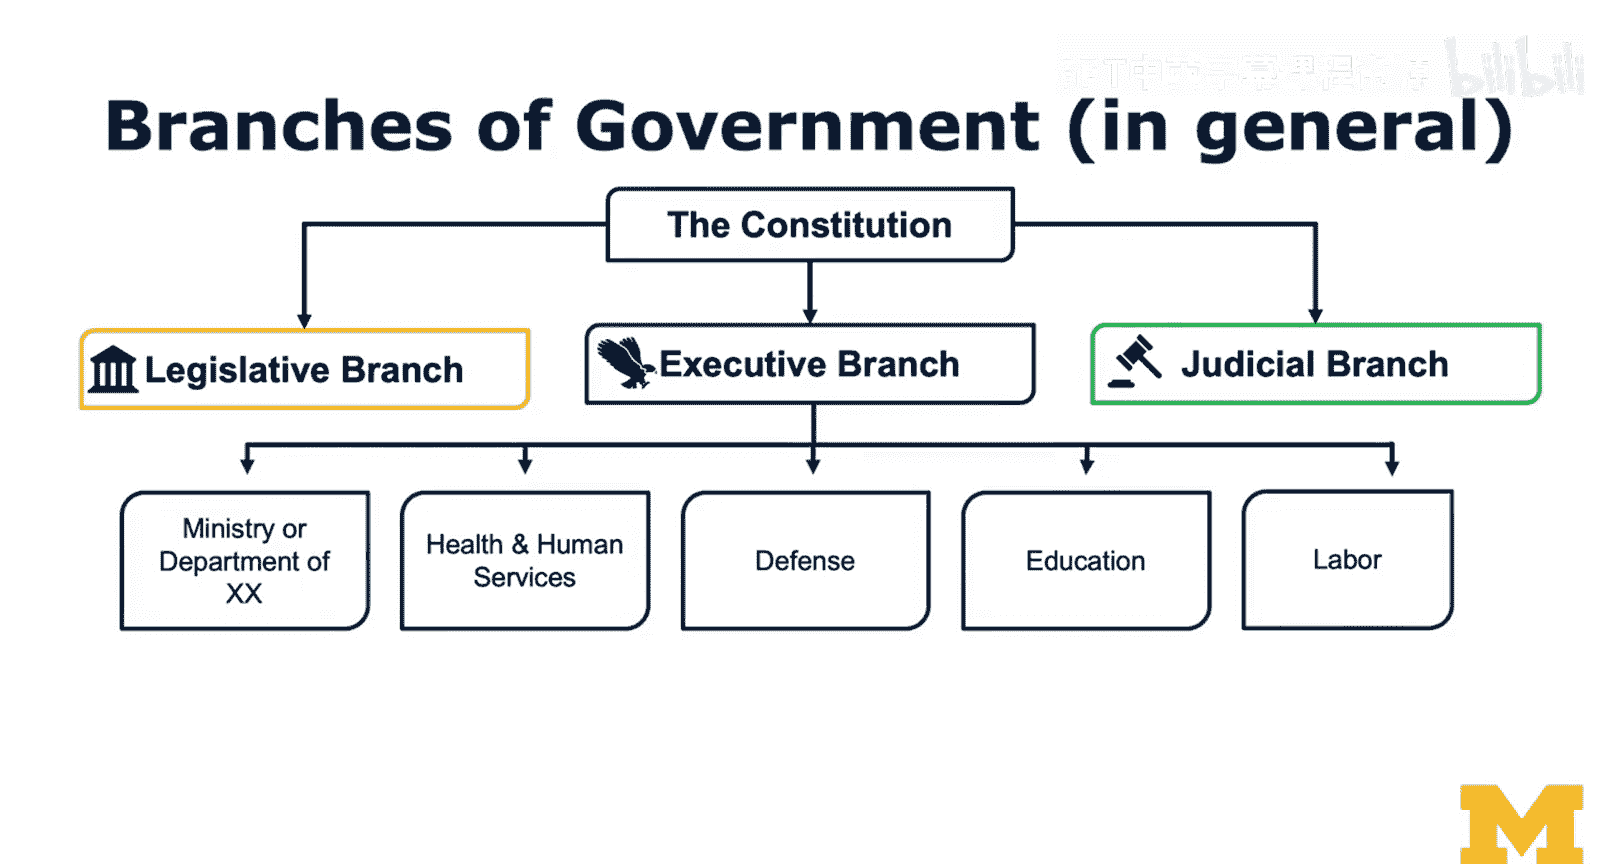 bilibili
Branches of Government (in general)
The Constitution
Legislative Branch
Executive Branch
Judicial Branch
Ministry or
Department of
XX
Health & Human
Services
Defense
Education
Labor
M